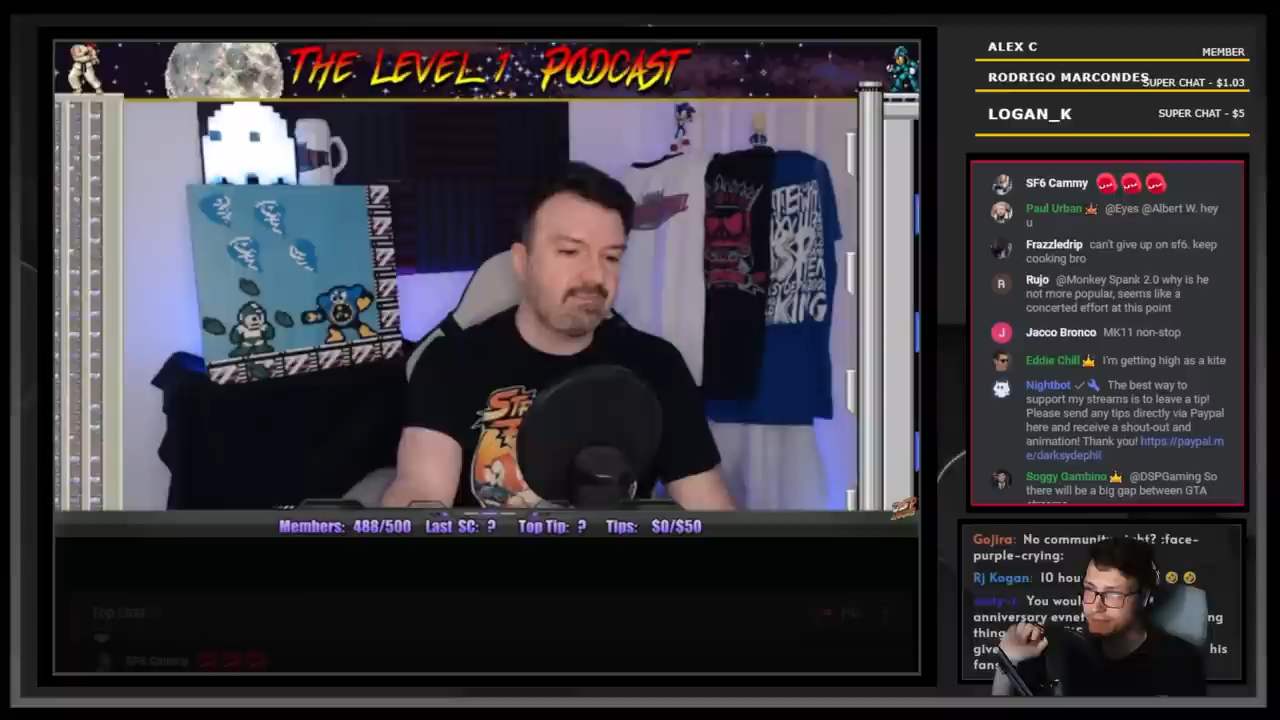 THE LEVEL 1 PODCAST
Members: 488/500 Last SC: ? Top Tip: ? Tips: $0/$50
ALEX C MEMBER
RODRIGO MARCONDES SUPER CHAT - $1.03
LOGAN_K SUPER CHAT - $5
SF6 Cammy
Paul Urban @Eyes @Albert W. hey
u
Frazzledrip can't give up on sf6. keep
cooking bro
R Rujo @Monkey Spank 2.0 why is he
not more popular, seems like a
concerted effort at this point
J Jacco Bronco MK11 non-stop
Eddie Chill I'm getting high as a kite
Nightbot The best way to
support my streams is to leave a tip!
Please send any tips directly via Paypal
here and receive a shout-out and
animation! Thank you! https://paypal.m
e/darksydephil
Soggy Gambino @DSPGaming So
there will be a big gap between GTA
Gojira: No community
purple-crying:
Rj Kogan: 10
You
anniversary
thing
give his
fans
Top
SF6 Cammy
KING